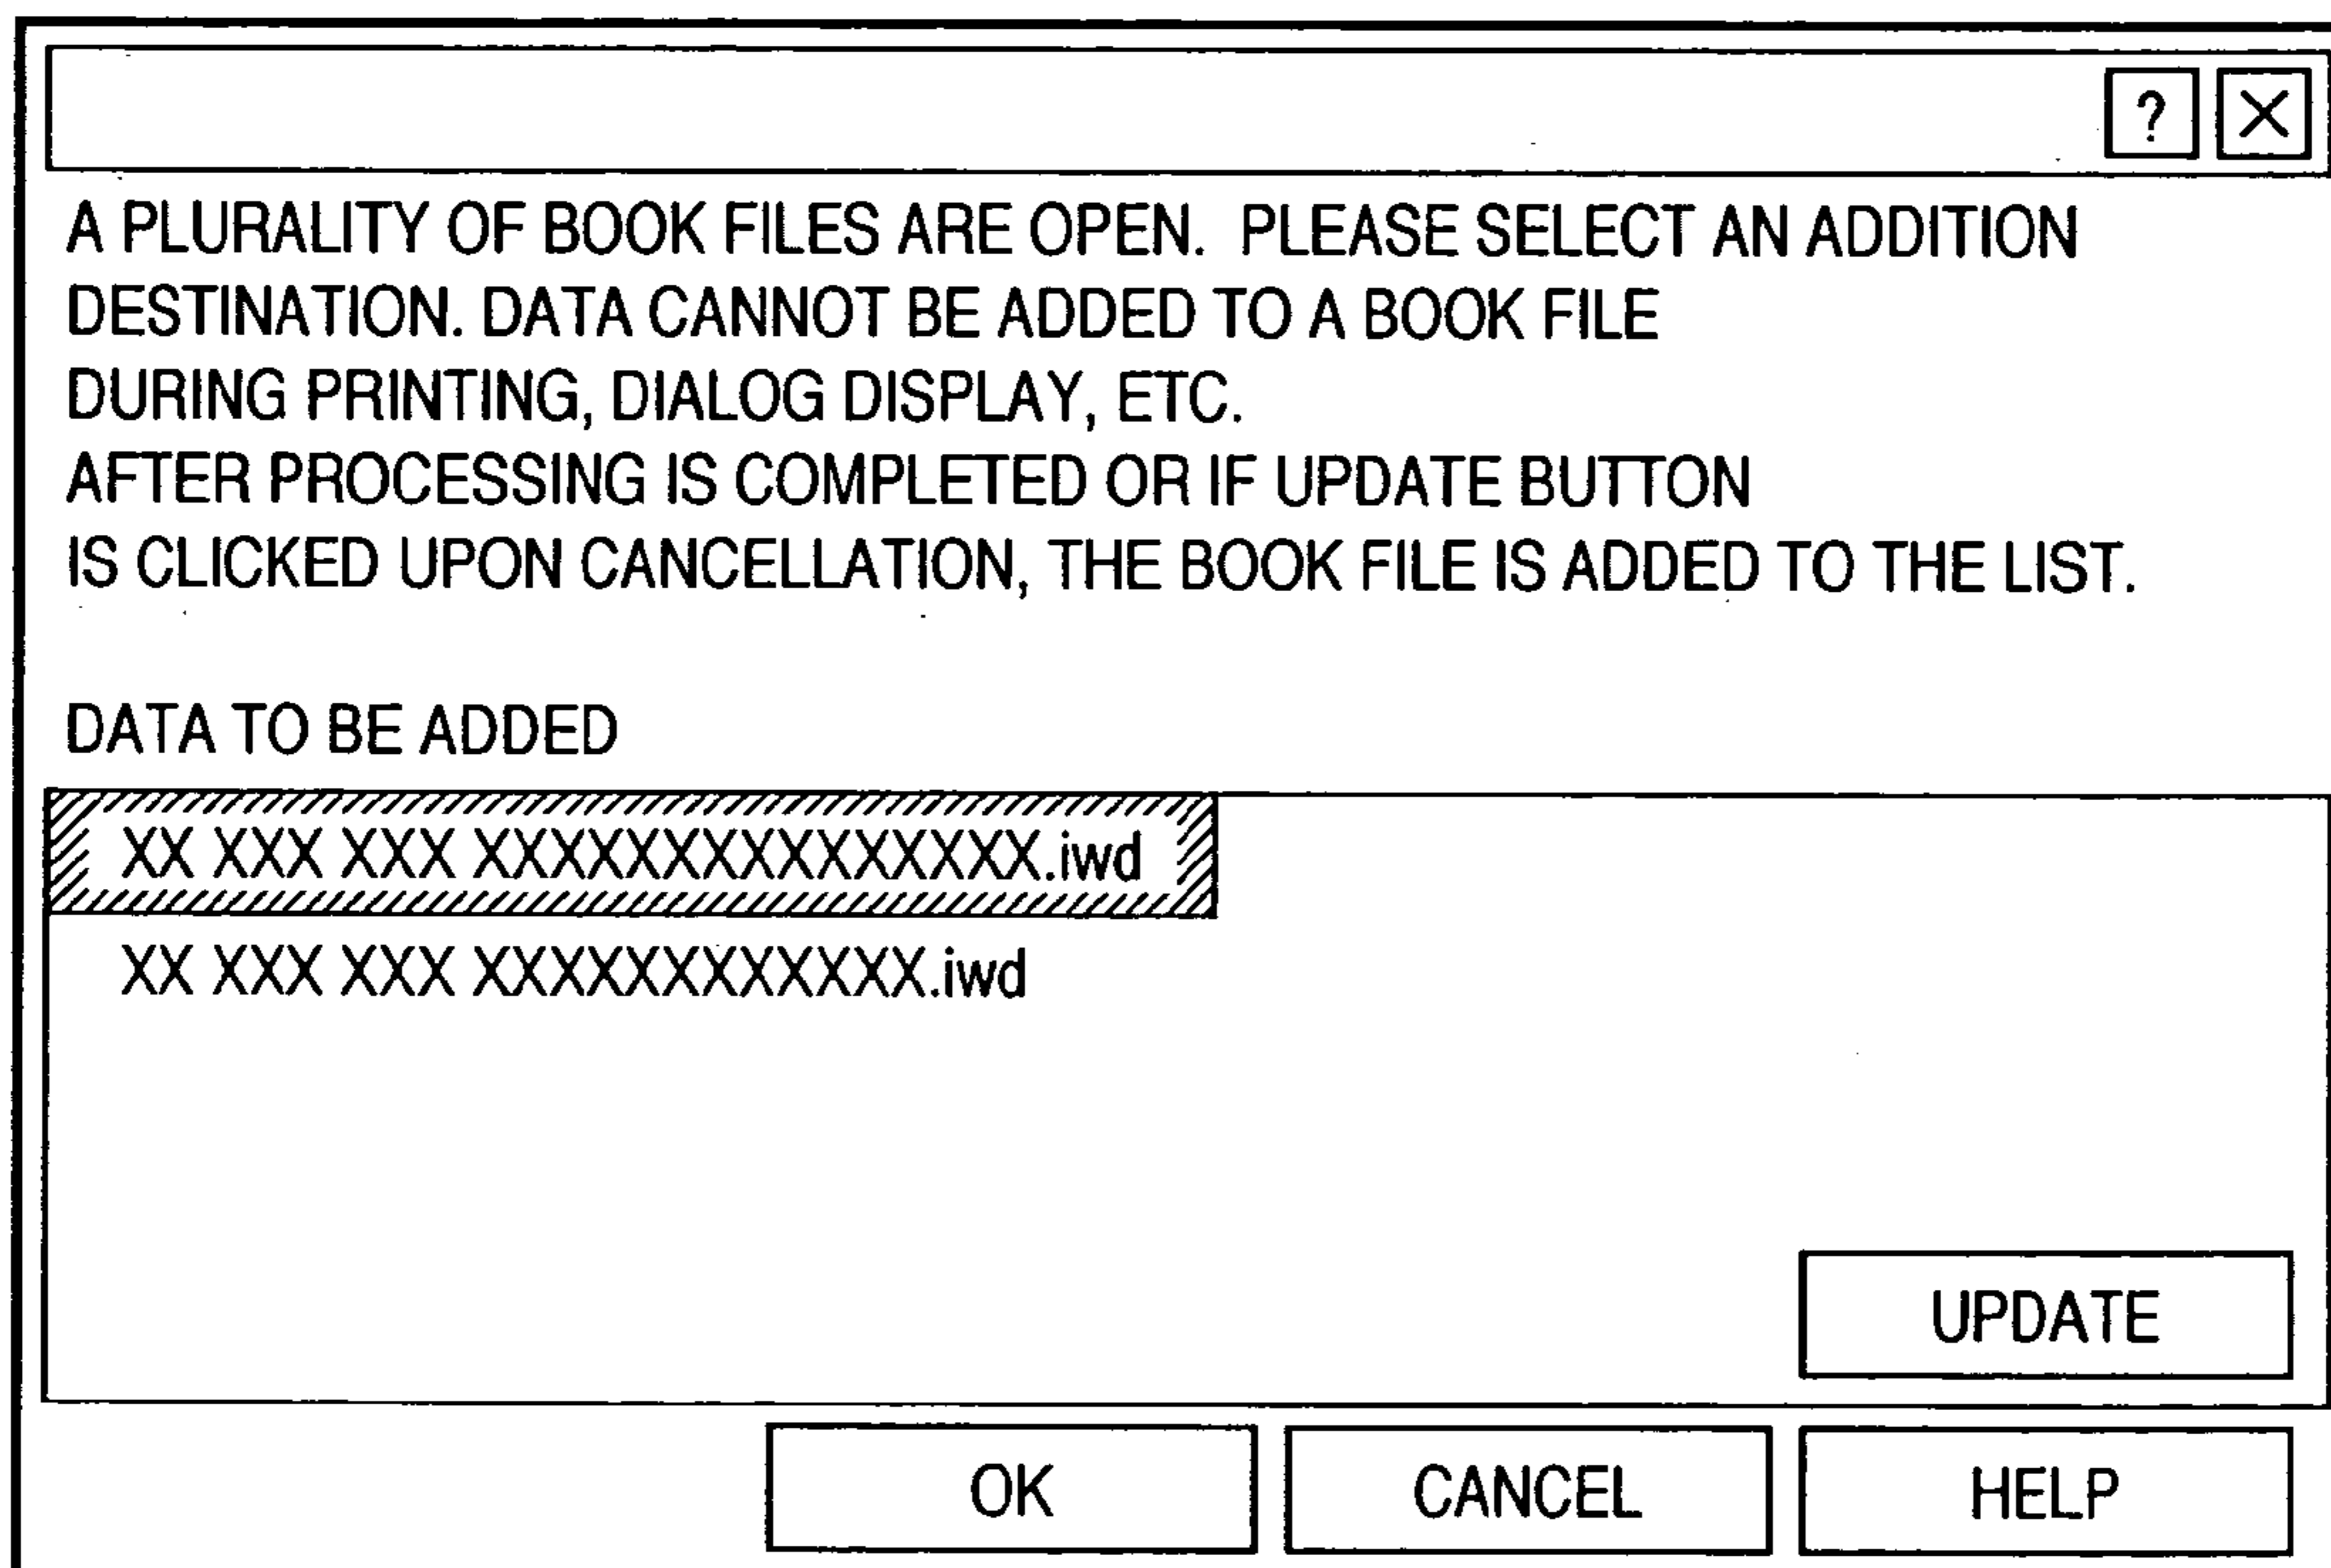 ? X
A PLURALITY OF BOOK FILES ARE OPEN. PLEASE SELECT AN ADDITION
DESTINATION. DATA CANNOT BE ADDED TO A BOOK FILE
DURING PRINTING, DIALOG DISPLAY, ETC.
AFTER PROCESSING IS COMPLETED OR IF UPDATE BUTTON
IS CLICKED UPON CANCELLATION, THE BOOK FILE IS ADDED TO THE LIST.
DATA TO BE ADDED
XX XXX XXX XXXXXXXXXXXXXXX.iwd
XX XXX XXX XXXXXXXXXXXX.iwd
UPDATE
OK CANCEL HELP